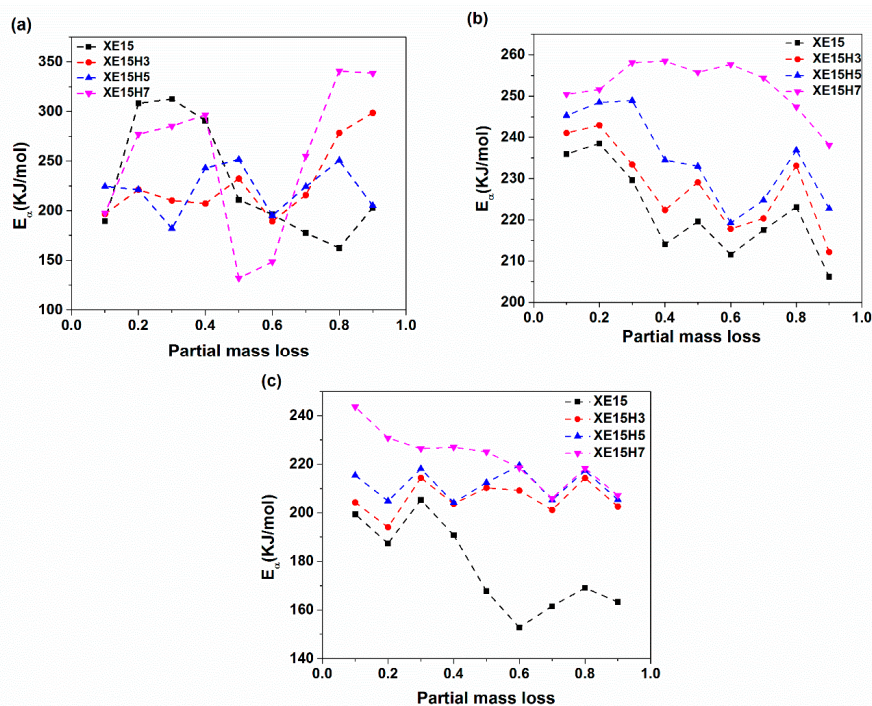 (a)
XE15
XE15H3
XE15H5
XE15H7
350
300
250
200
150
100
Eα(KJ/mol)
0.0 0.2 0.4 0.6 0.8 1.0
Partial mass loss
(b)
XE15
XE15H3
XE15H5
XE15H7
260
250
240
230
220
210
200
Eα(KJ/mol)
0.0 0.2 0.4 0.6 0.8 1.0
Partial mass loss
(c)
XE15
XE15H3
XE15H5
XE15H7
240
220
200
180
160
140
Eα(KJ/mol)
0.0 0.2 0.4 0.6 0.8 1.0
Partial mass loss